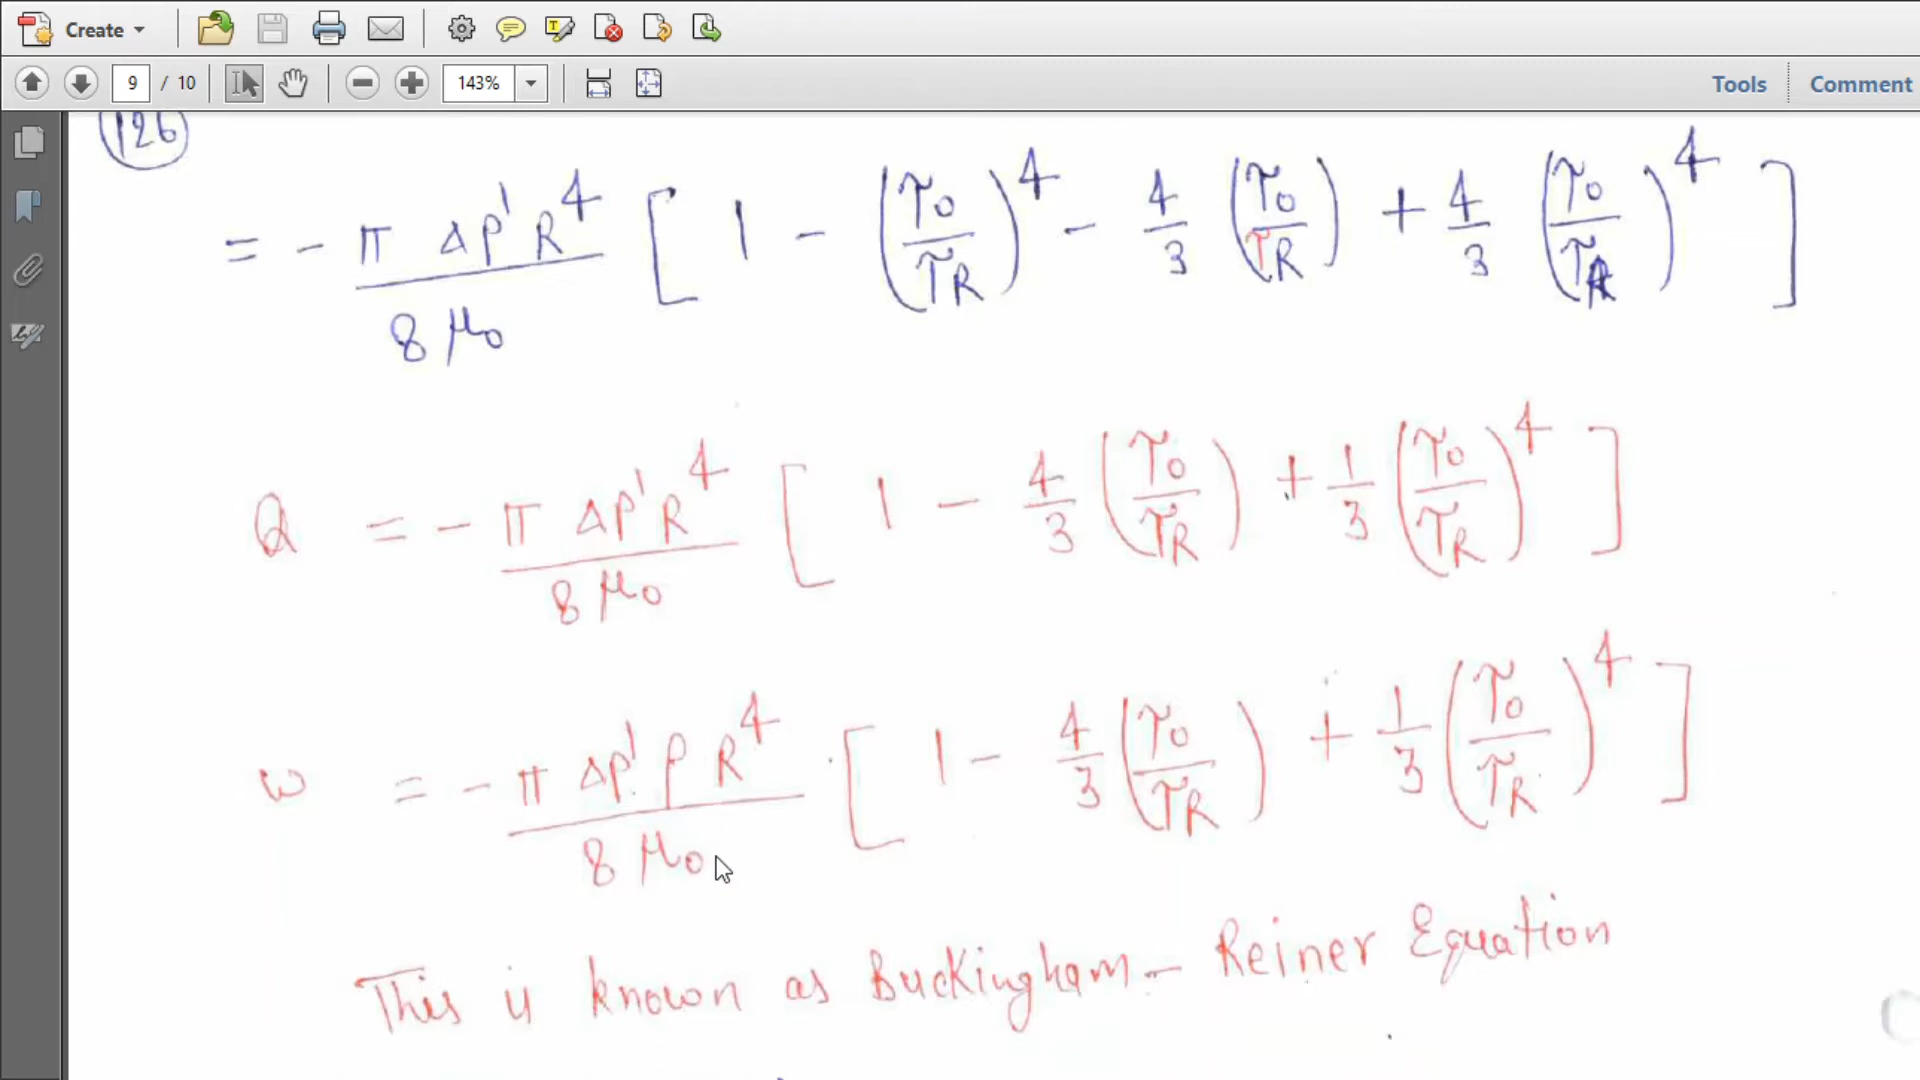 Create
9 / 10 143% Tools Comment
126
= - π ΔP' R^4 / 8 μ0 [ 1 - (τ0/τR)^4 - 4/3 (τ0/τR) + 4/3 (τ0/τR)^4 ]
Q = - π ΔP' R^4 / 8 μ0 [ 1 - 4/3 (τ0/τR) + 1/3 (τ0/τR)^4 ]
w = - π ΔP' ρ R^4 / 8 μ0 · [ 1 - 4/3 (τ0/τR) + 1/3 (τ0/τR)^4 ]
This is known as Buckingham - Reiner Equation